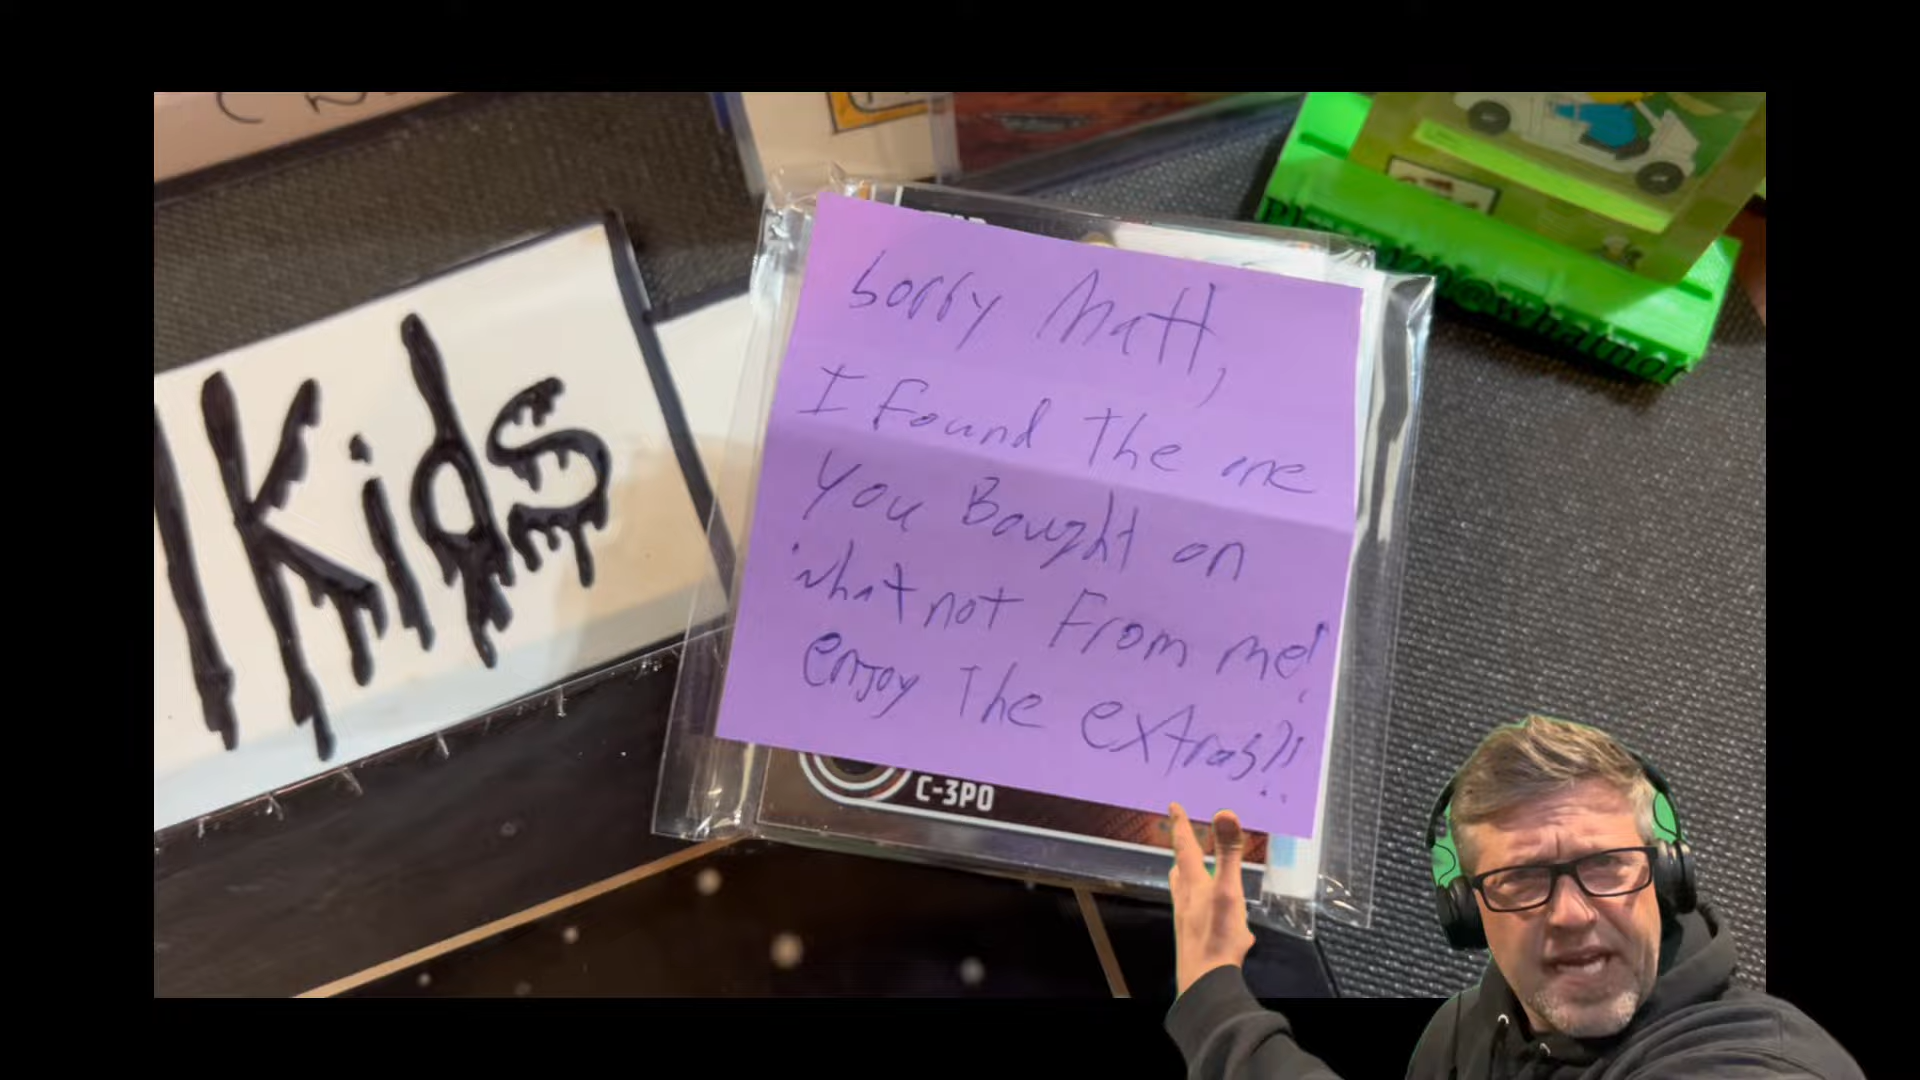 Kids
Sorry Matt,
I Found The one
You Bought on
whatnot From me!
enjoy The extras!!
C-3PO